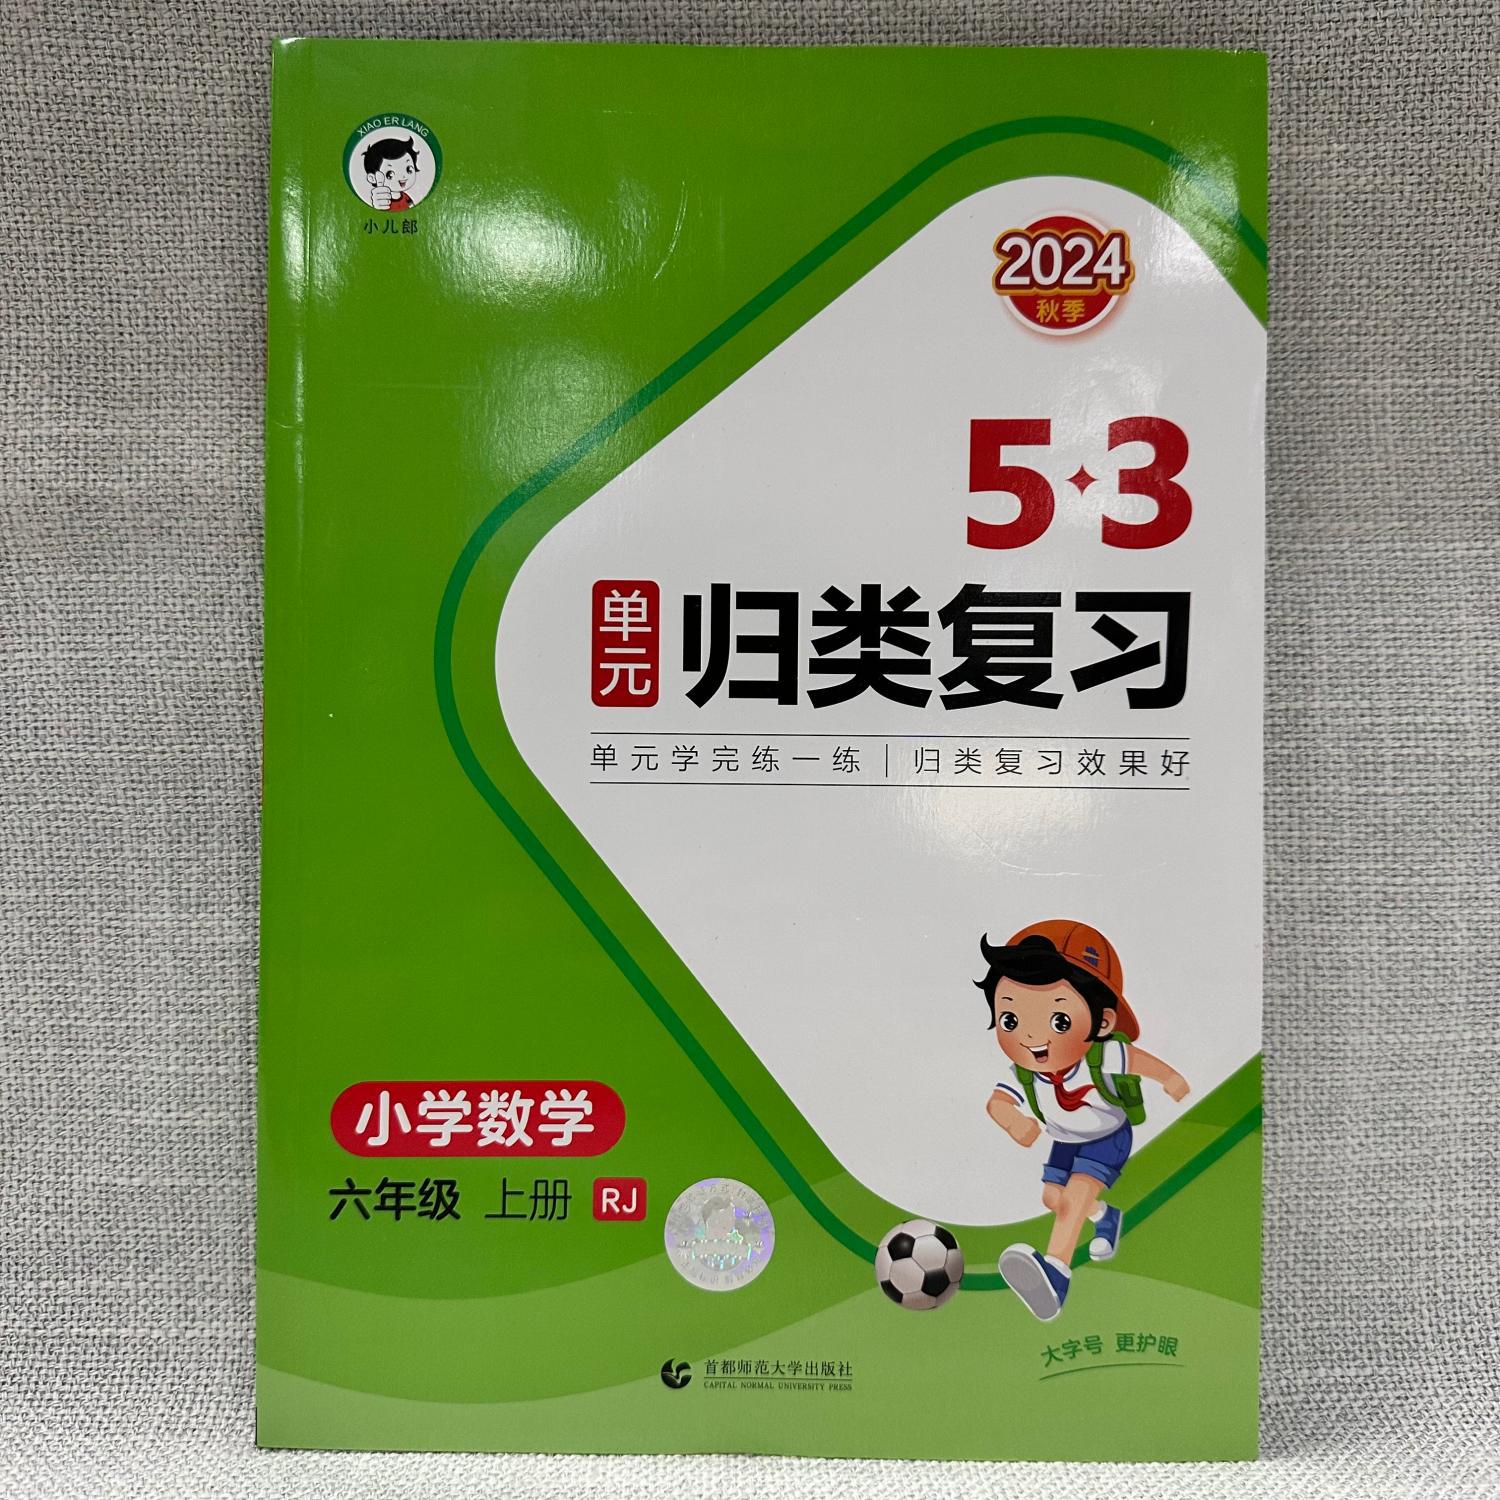 XIAO ER LANG
小儿郎
2024
秋季
5·3
单元 归类复习
单元学完练一练 | 归类复习效果好
小学数学
六年级 上册 RJ
大字号 更护眼
首都师范大学出版社
CAPITAL NORMAL UNIVERSITY PRESS